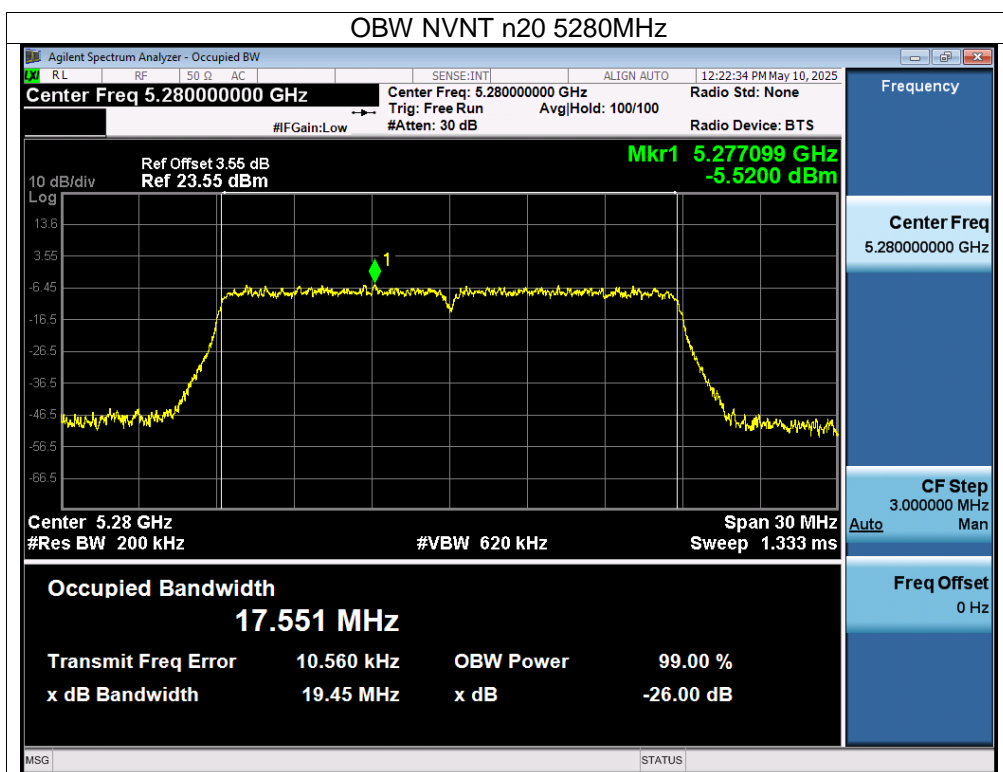 OBW NVNT n20 5280MHz
Agilent Spectrum Analyzer - Occupied BW
LXI RL RF 50 Ω AC SENSE:INT ALIGN AUTO 12:22:34 PM May 10, 2025
Center Freq 5.280000000 GHz Center Freq: 5.280000000 GHz Radio Std: None
Trig: Free Run Avg|Hold: 100/100
#IFGain:Low #Atten: 30 dB Radio Device: BTS
Mkr1 5.277099 GHz
-5.5200 dBm
Ref Offset 3.55 dB
10 dB/div Ref 23.55 dBm
Log
13.6
3.55
-6.45
-16.5
-26.5
-36.5
-46.5
-56.5
-66.5
1
Center 5.28 GHz Span 30 MHz
#Res BW 200 kHz #VBW 620 kHz Sweep 1.333 ms
Occupied Bandwidth
17.551 MHz
Transmit Freq Error 10.560 kHz OBW Power 99.00 %
x dB Bandwidth 19.45 MHz x dB -26.00 dB
Frequency
Center Freq
5.280000000 GHz
CF Step
3.000000 MHz
Auto Man
Freq Offset
0 Hz
MSG STATUS